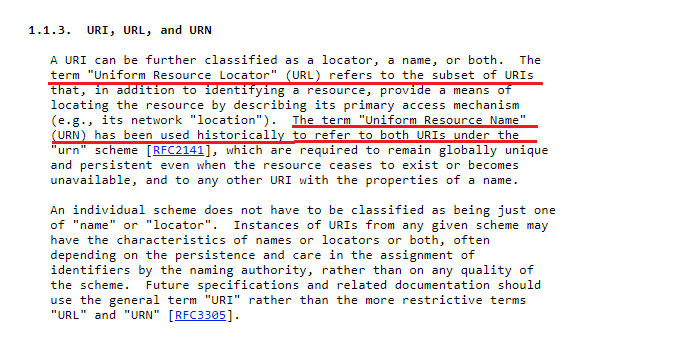 1.1.3.  URI, URL, and URN
A URI can be further classified as a locator, a name, or both.  The
term "Uniform Resource Locator" (URL) refers to the subset of URIs
that, in addition to identifying a resource, provide a means of
locating the resource by describing its primary access mechanism
(e.g., its network "location").  The term "Uniform Resource Name"
(URN) has been used historically to refer to both URIs under the
"urn" scheme [RFC2141], which are required to remain globally unique
and persistent even when the resource ceases to exist or becomes
unavailable, and to any other URI with the properties of a name.
An individual scheme does not have to be classified as being just one
of "name" or "locator".  Instances of URIs from any given scheme may
have the characteristics of names or locators or both, often
depending on the persistence and care in the assignment of
identifiers by the naming authority, rather than on any quality of
the scheme.  Future specifications and related documentation should
use the general term "URI" rather than the more restrictive terms
"URL" and "URN" [RFC3305].